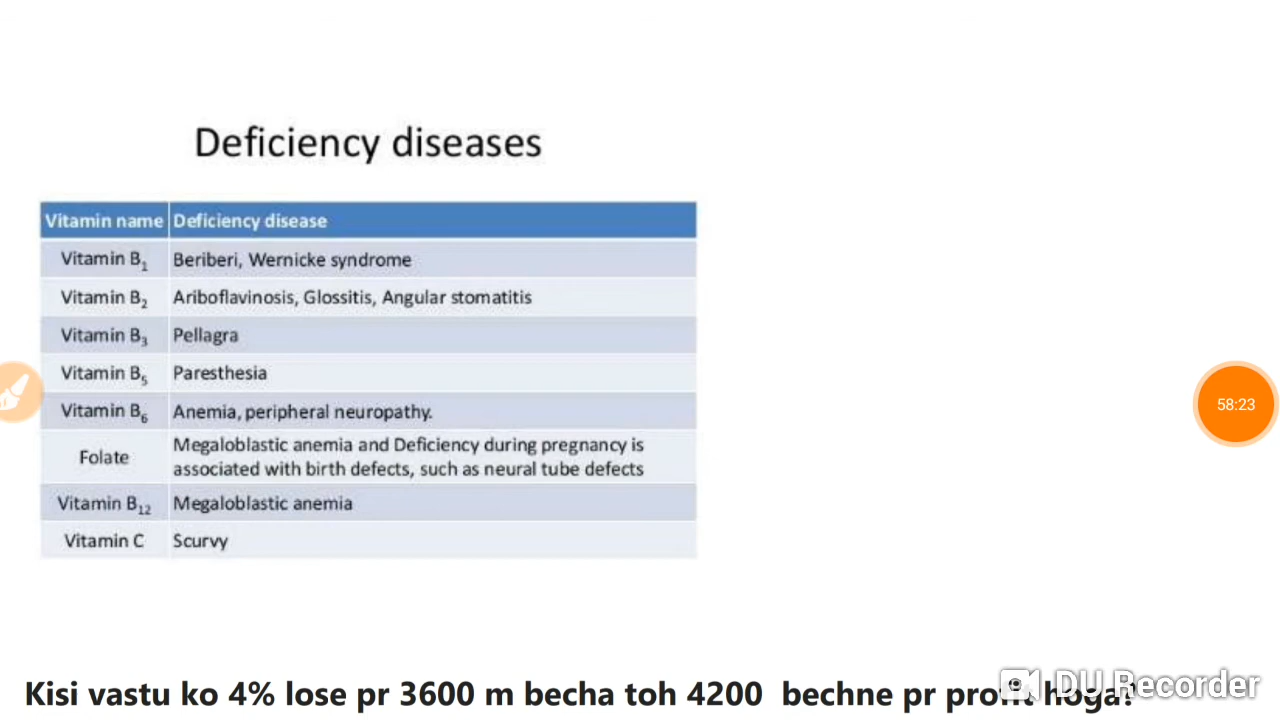 Deficiency diseases
Vitamin name Deficiency disease
Vitamin B1 Beriberi, Wernicke syndrome
Vitamin B2 Ariboflavinosis, Glossitis, Angular stomatitis
Vitamin B3 Pellagra
Vitamin B5 Paresthesia
Vitamin B6 Anemia, peripheral neuropathy.
Folate Megaloblastic anemia and Deficiency during pregnancy is
associated with birth defects, such as neural tube defects
Vitamin B12 Megaloblastic anemia
Vitamin C Scurvy
58:23
Kisi vastu ko 4% lose pr 3600 m becha toh 4200 bechne pr profit hoga?
DU Recorder